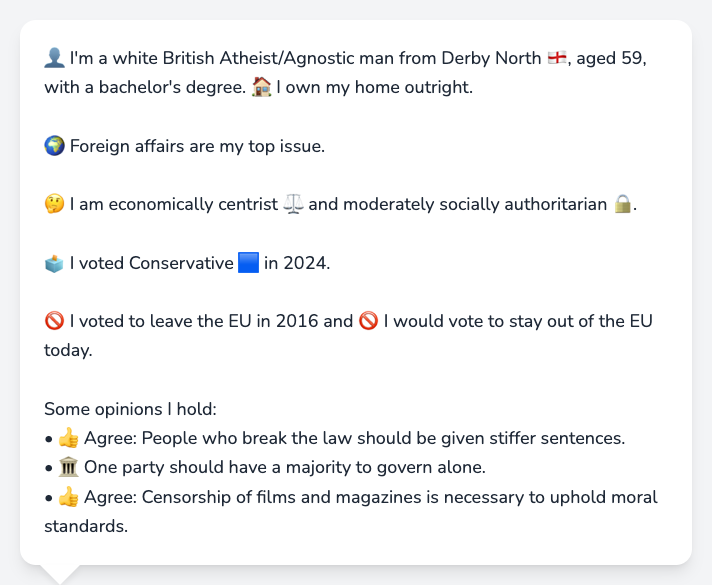 👤 I'm a white British Atheist/Agnostic man from Derby North 🏴󠁧󠁢󠁥󠁮󠁧󠁿, aged 59,
with a bachelor's degree. 🏠 I own my home outright.
🌍 Foreign affairs are my top issue.
🤔 I am economically centrist ⚖️ and moderately socially authoritarian 🔒.
🗳️ I voted Conservative 🟦 in 2024.
🚫 I voted to leave the EU in 2016 and 🚫 I would vote to stay out of the EU
today.
Some opinions I hold:
• 👍 Agree: People who break the law should be given stiffer sentences.
• 🏛️ One party should have a majority to govern alone.
• 👍 Agree: Censorship of films and magazines is necessary to uphold moral
standards.